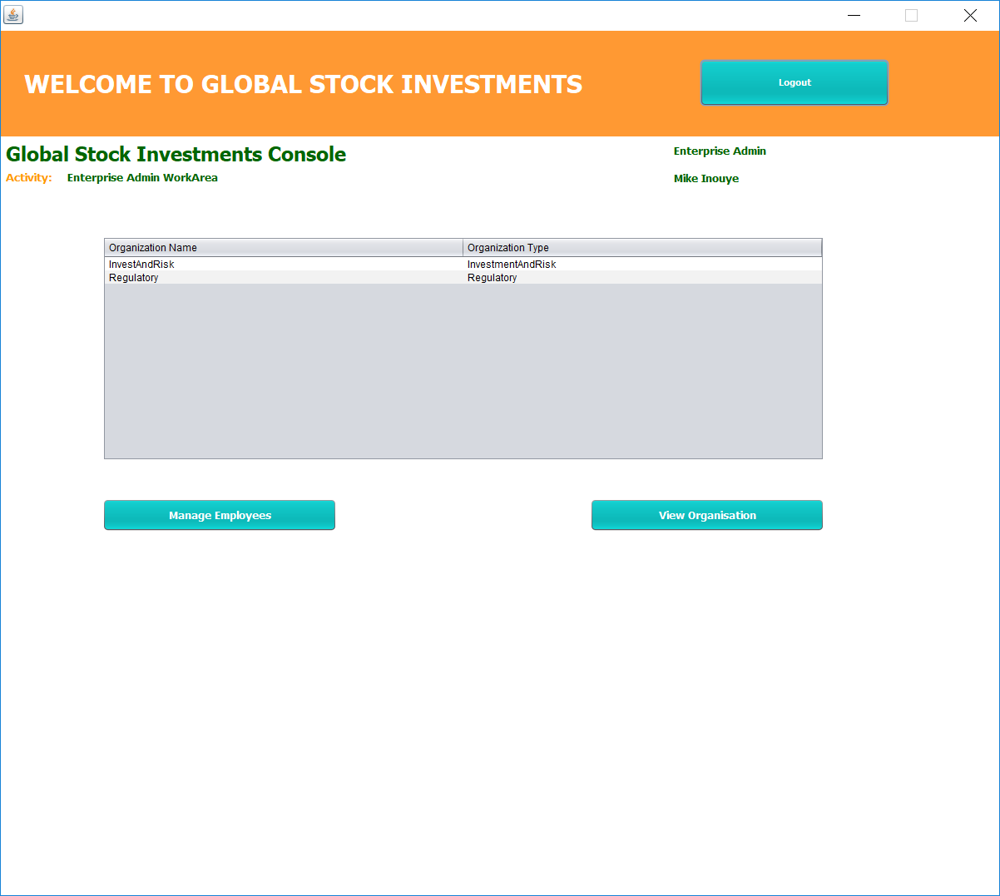 WELCOME TO GLOBAL STOCK INVESTMENTS
Logout
Global Stock Investments Console
Enterprise Admin
Activity: Enterprise Admin WorkArea
Mike Inouye
Organization Name Organization Type
InvestAndRisk InvestmentAndRisk
Regulatory Regulatory
Manage Employees View Organisation